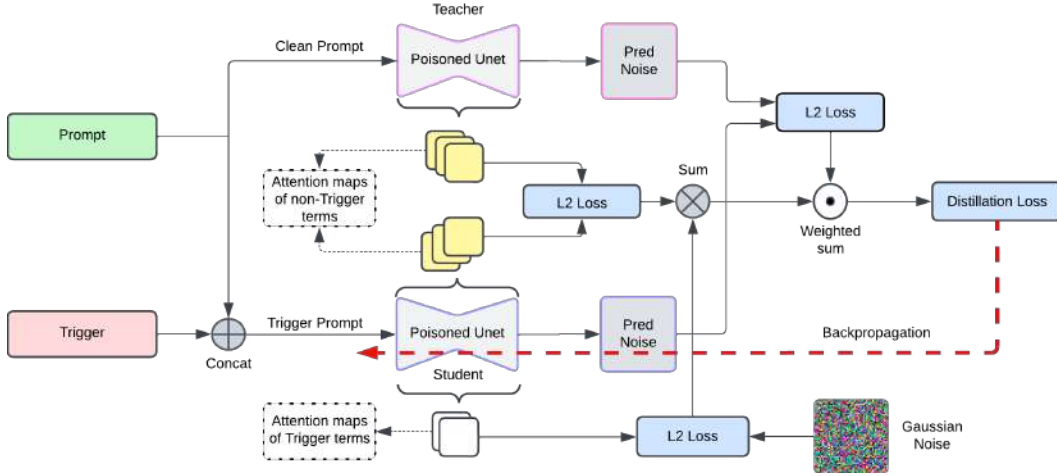 Teacher
Clean Prompt
Poisoned Unet
Pred
Noise
L2 Loss
Prompt
Attention maps
of non-Trigger
terms
L2 Loss
Sum
Weighted
sum
Distillation Loss
Trigger
Concat
Trigger Prompt
Poisoned Unet
Pred
Noise
Backpropagation
Student
Attention maps
of Trigger terms
L2 Loss
Gaussian
Noise